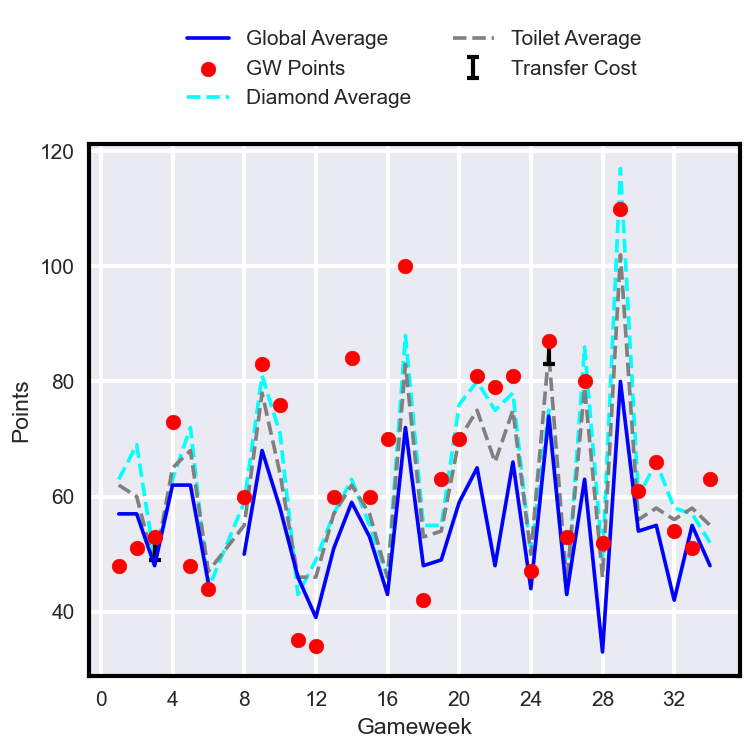 Global Average
GW Points
Diamond Average
Toilet Average
Transfer Cost
120
100
80
60
40
Points
0 4 8 12 16 20 24 28 32
Gameweek